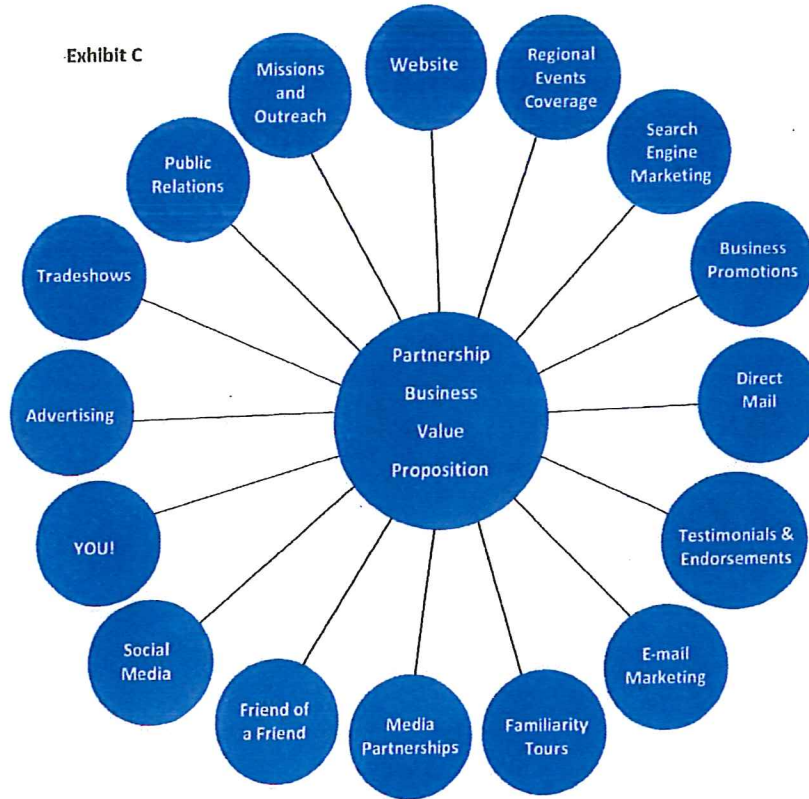 Exhibit C
Missions
and
Outreach
Website
Regional
Events
Coverage
Search
Engine
Marketing
Business
Promotions
Direct
Mail
Testimonials &
Endorsements
E-mail
Marketing
Familiarity
Tours
Media
Partnerships
Friend of
a Friend
Social
Media
YOU!
Advertising
Tradeshows
Public
Relations
Partnership
Business
Value
Proposition